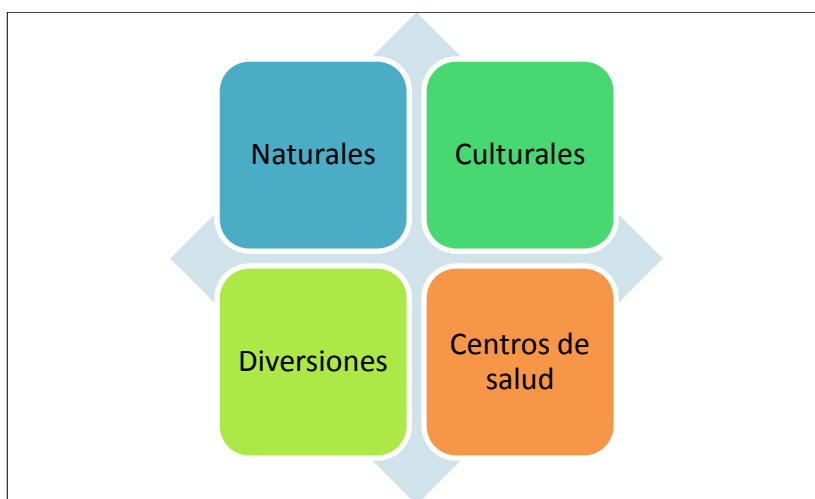 Naturales
Culturales
Diversiones
Centros de
salud